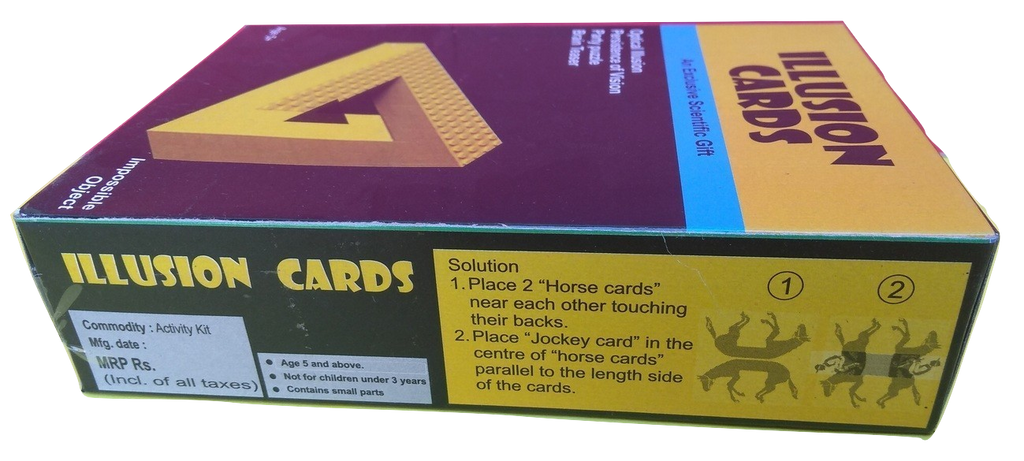 ILLUSION
CARDS
An Exclusive Scientific Gift
Optical Illusion
Persistence of Vision
Party puzzle
Brain Teaser
Impossible
Object
ILLUSION CARDS
Commodity : Activity Kit
Mfg. date :
MRP Rs.
(Incl. of all taxes)
● Age 5 and above.
● Not for children under 3 years
● Contains small parts
Solution
1. Place 2 “Horse cards”
near each other touching
their backs.
2. Place “Jockey card” in the
centre of “horse cards”
parallel to the length side
of the cards.
1
2